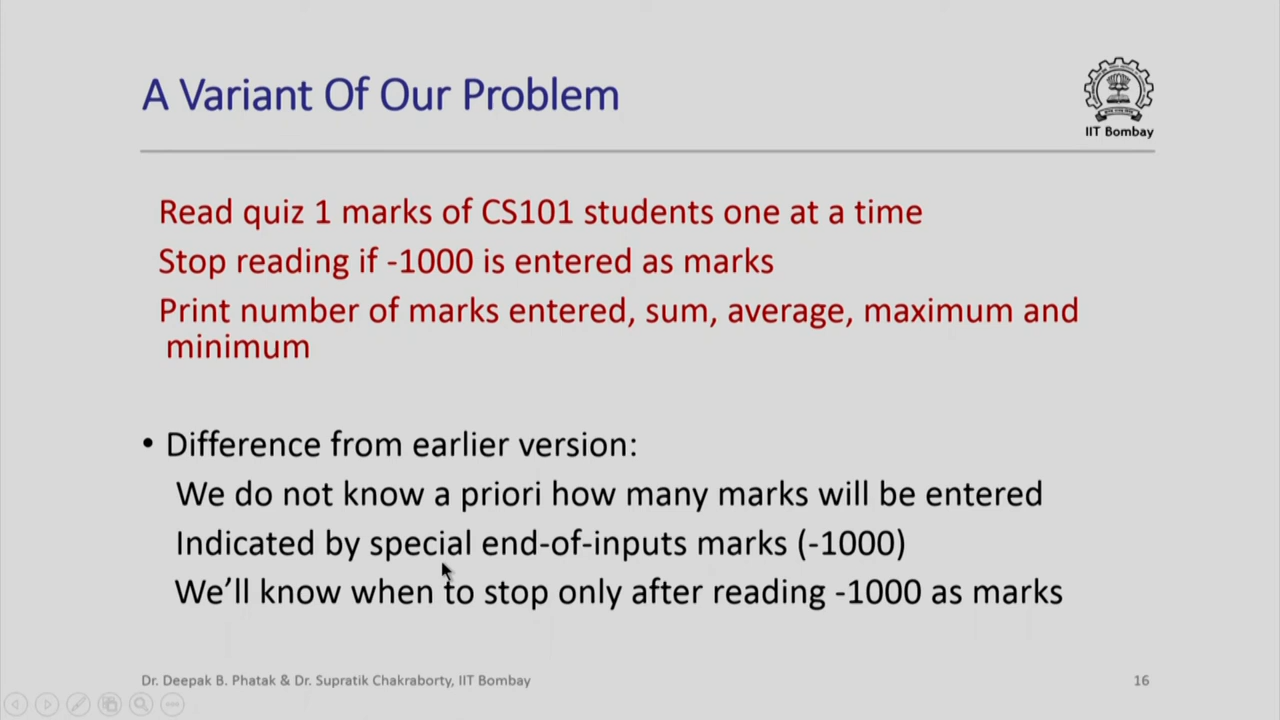 A Variant Of Our Problem
IIT Bombay
Read quiz 1 marks of CS101 students one at a time
Stop reading if -1000 is entered as marks
Print number of marks entered, sum, average, maximum and
minimum
• Difference from earlier version:
We do not know a priori how many marks will be entered
Indicated by special end-of-inputs marks (-1000)
We’ll know when to stop only after reading -1000 as marks
Dr. Deepak B. Phatak & Dr. Supratik Chakraborty, IIT Bombay
16